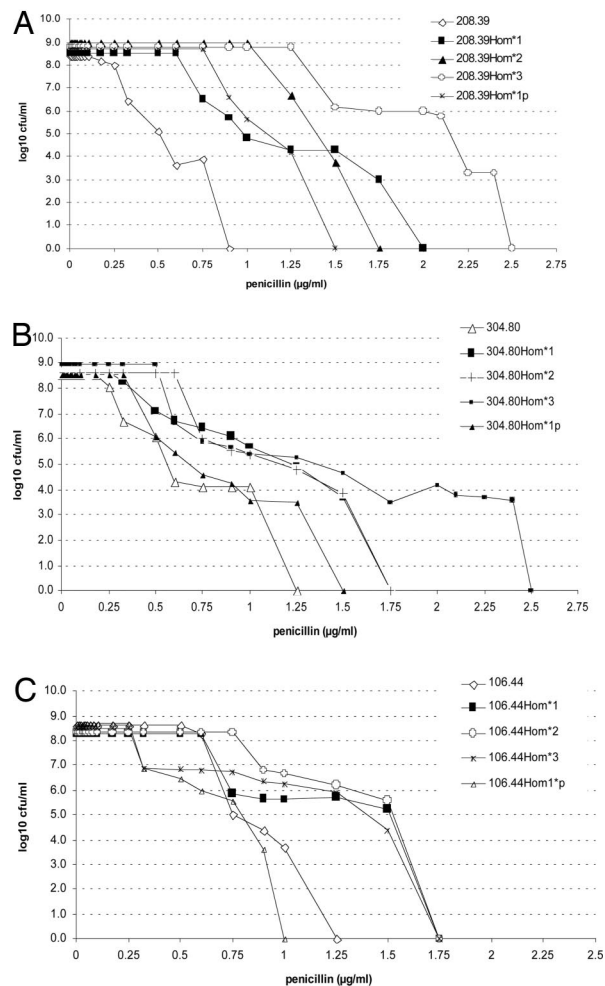 A
10.0
9.0
8.0
7.0
6.0
5.0
4.0
3.0
2.0
1.0
0.0
log10 cfu/ml
0 0.25 0.5 0.75 1 1.25 1.5 1.75 2 2.25 2.5 2.75
penicillin (µg/ml)
208.39
208.39Hom*1
208.39Hom*2
208.39Hom*3
208.39Hom*1p
B
10.0
9.0
8.0
7.0
6.0
5.0
4.0
3.0
2.0
1.0
0.0
log10 cfu/ml
0 0.25 0.5 0.75 1 1.25 1.5 1.75 2 2.25 2.5 2.75
penicillin (µg/ml)
304.80
304.80Hom*1
304.80Hom*2
304.80Hom*3
304.80Hom*1p
C
10.0
9.0
8.0
7.0
6.0
5.0
4.0
3.0
2.0
1.0
0.0
log10 cfu/ml
0 0.25 0.5 0.75 1 1.25 1.5 1.75 2 2.25 2.5
penicillin (µg/ml)
106.44
106.44Hom*1
106.44Hom*2
106.44Hom*3
106.44Hom1*p